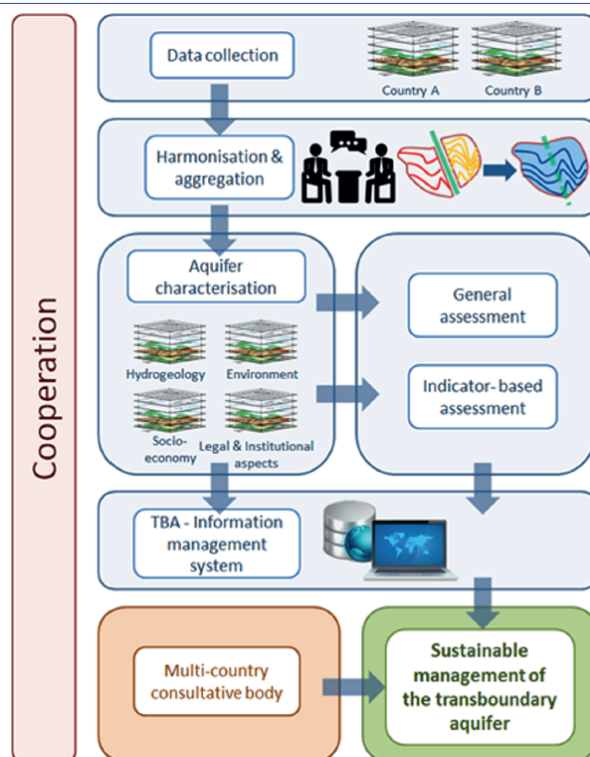 Cooperation
Data collection
Country A
Country B
Harmonisation &
aggregation
Aquifer
characterisation
Hydrogeology
Environment
Socio-
economy
Legal & Institutional
aspects
General
assessment
Indicator- based
assessment
TBA - Information
management
system
Multi-country
consultative body
Sustainable
management of
the transboundary
aquifer